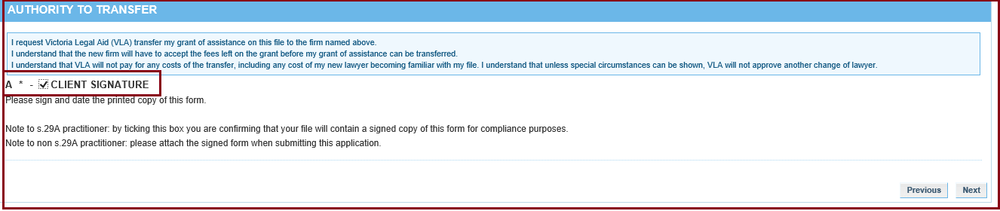 AUTHORITY TO TRANSFER
I request Victoria Legal Aid (VLA) transfer my grant of assistance on this file to the firm named above.
I understand that the new firm will have to accept the fees left on the grant before my grant of assistance can be transferred.
I understand that VLA will not pay for any costs of the transfer, including any cost of my new lawyer becoming familiar with my file. I understand that unless special circumstances can be shown, VLA will not approve another change of lawyer.
A * - CLIENT SIGNATURE
Please sign and date the printed copy of this form.
Note to s.29A practitioner: by ticking this box you are confirming that your file will contain a signed copy of this form for compliance purposes.
Note to non s.29A practitioner: please attach the signed form when submitting this application.
Previous Next